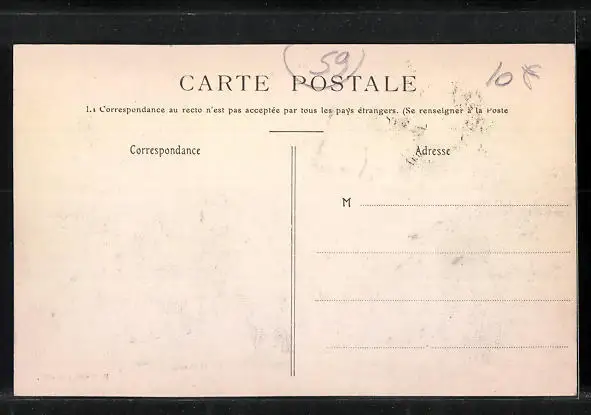 (59)
10 €
CARTE POSTALE
La Correspondance au recto n'est pas acceptée par tous les pays étrangers. (Se renseigner à la Poste
Correspondance
Adresse
M